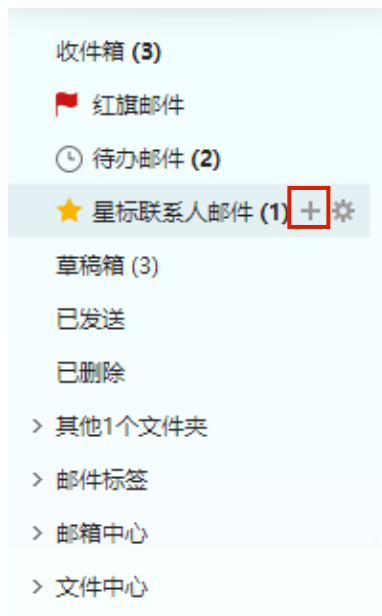 收件箱 (3)
红旗邮件
待办邮件 (2)
星标联系人邮件 (1)
草稿箱 (3)
已发送
已删除
其他1个文件夹
邮件标签
邮箱中心
文件中心